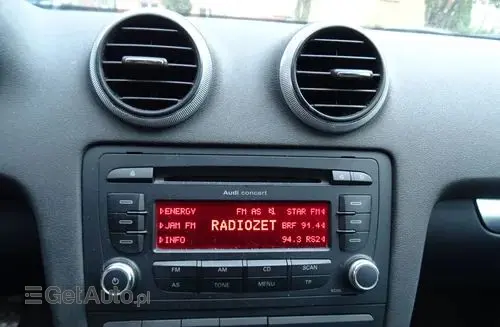 Audi concert
ENERGY FM AS STAR FM
JAM FM RADIOZET BRF 91.44
INFO 94.3 RS24
FM AM CD SCAN
AS TONE MENU TP
GetAuto.pl